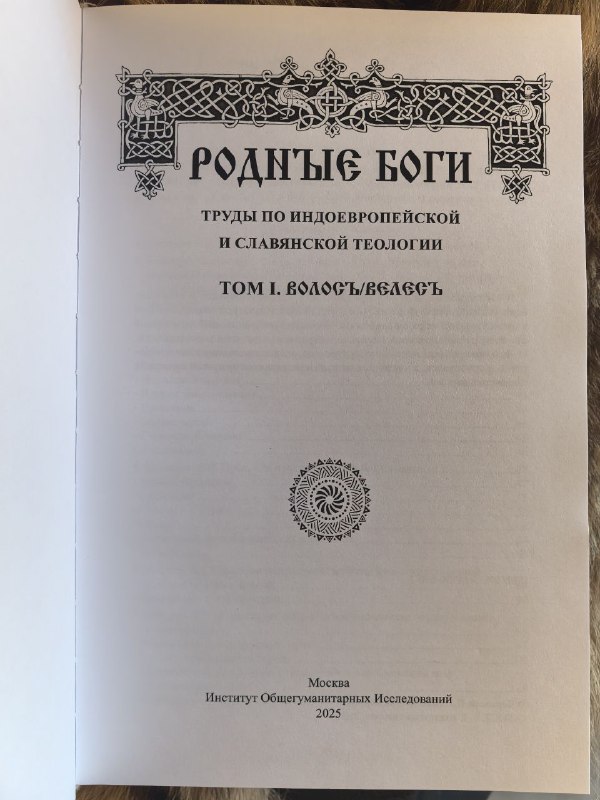 РОДНЫЕ БОГИ
ТРУДЫ ПО ИНДОЕВРОПЕЙСКОЙ
И СЛАВЯНСКОЙ ТЕОЛОГИИ
ТОМ I. ВОЛОСЪ/ВЕЛЕСЪ
Москва
Институт Общегуманитарных Исследований
2025